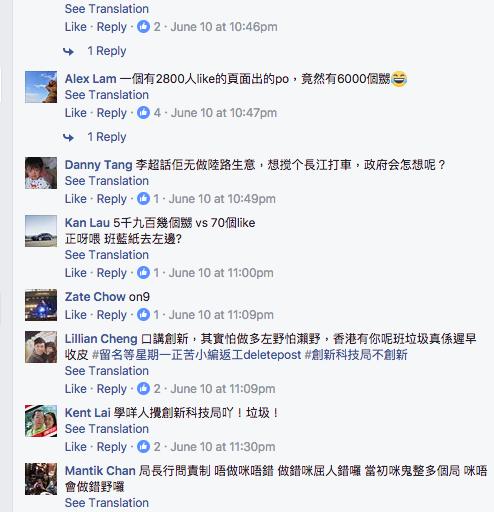 See Translation
Like · Reply · 2 · June 10 at 10:46pm
1 Reply
Alex Lam 一個有2800人like的頁面出的po，竟然有6000個嬲😂
See Translation
Like · Reply · 4 · June 10 at 10:47pm
1 Reply
Danny Tang 李超話佢无做陸路生意，想搅个長江打車，政府会怎想呢？
See Translation
Like · Reply · 1 · June 10 at 10:49pm
Kan Lau 5千九百幾個嬲 vs 70個like
正呀喂 班藍紙去左邊?
See Translation
Like · Reply · 1 · June 10 at 11:00pm
Zate Chow on9
Like · Reply · 1 · June 10 at 11:09pm
Lillian Cheng 口講創新，其實怕做多左野怕瀨野，香港有你呢班垃圾真係遲早
收皮 #留名等星期一正苦小編返工deletepost #創新科技局不創新
See Translation
Like · Reply · 2 · June 10 at 11:09pm
Kent Lai 學咩人攪創新科技局吖！垃圾！
See Translation
Like · Reply · 2 · June 10 at 11:30pm
Mantik Chan 局長行問責制 唔做咪唔錯 做錯咪屈人錯囉 當初咪鬼整多個局 咪唔
會做錯野囉
See Translation